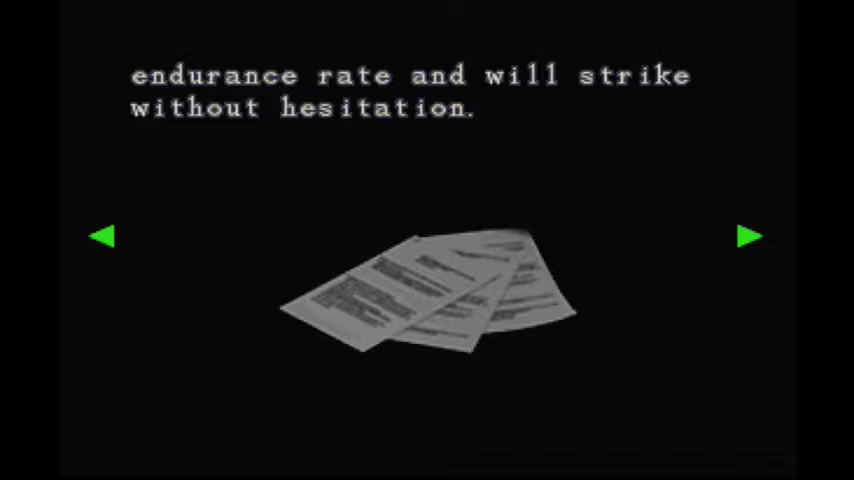 endurance rate and will strike
without hesitation.